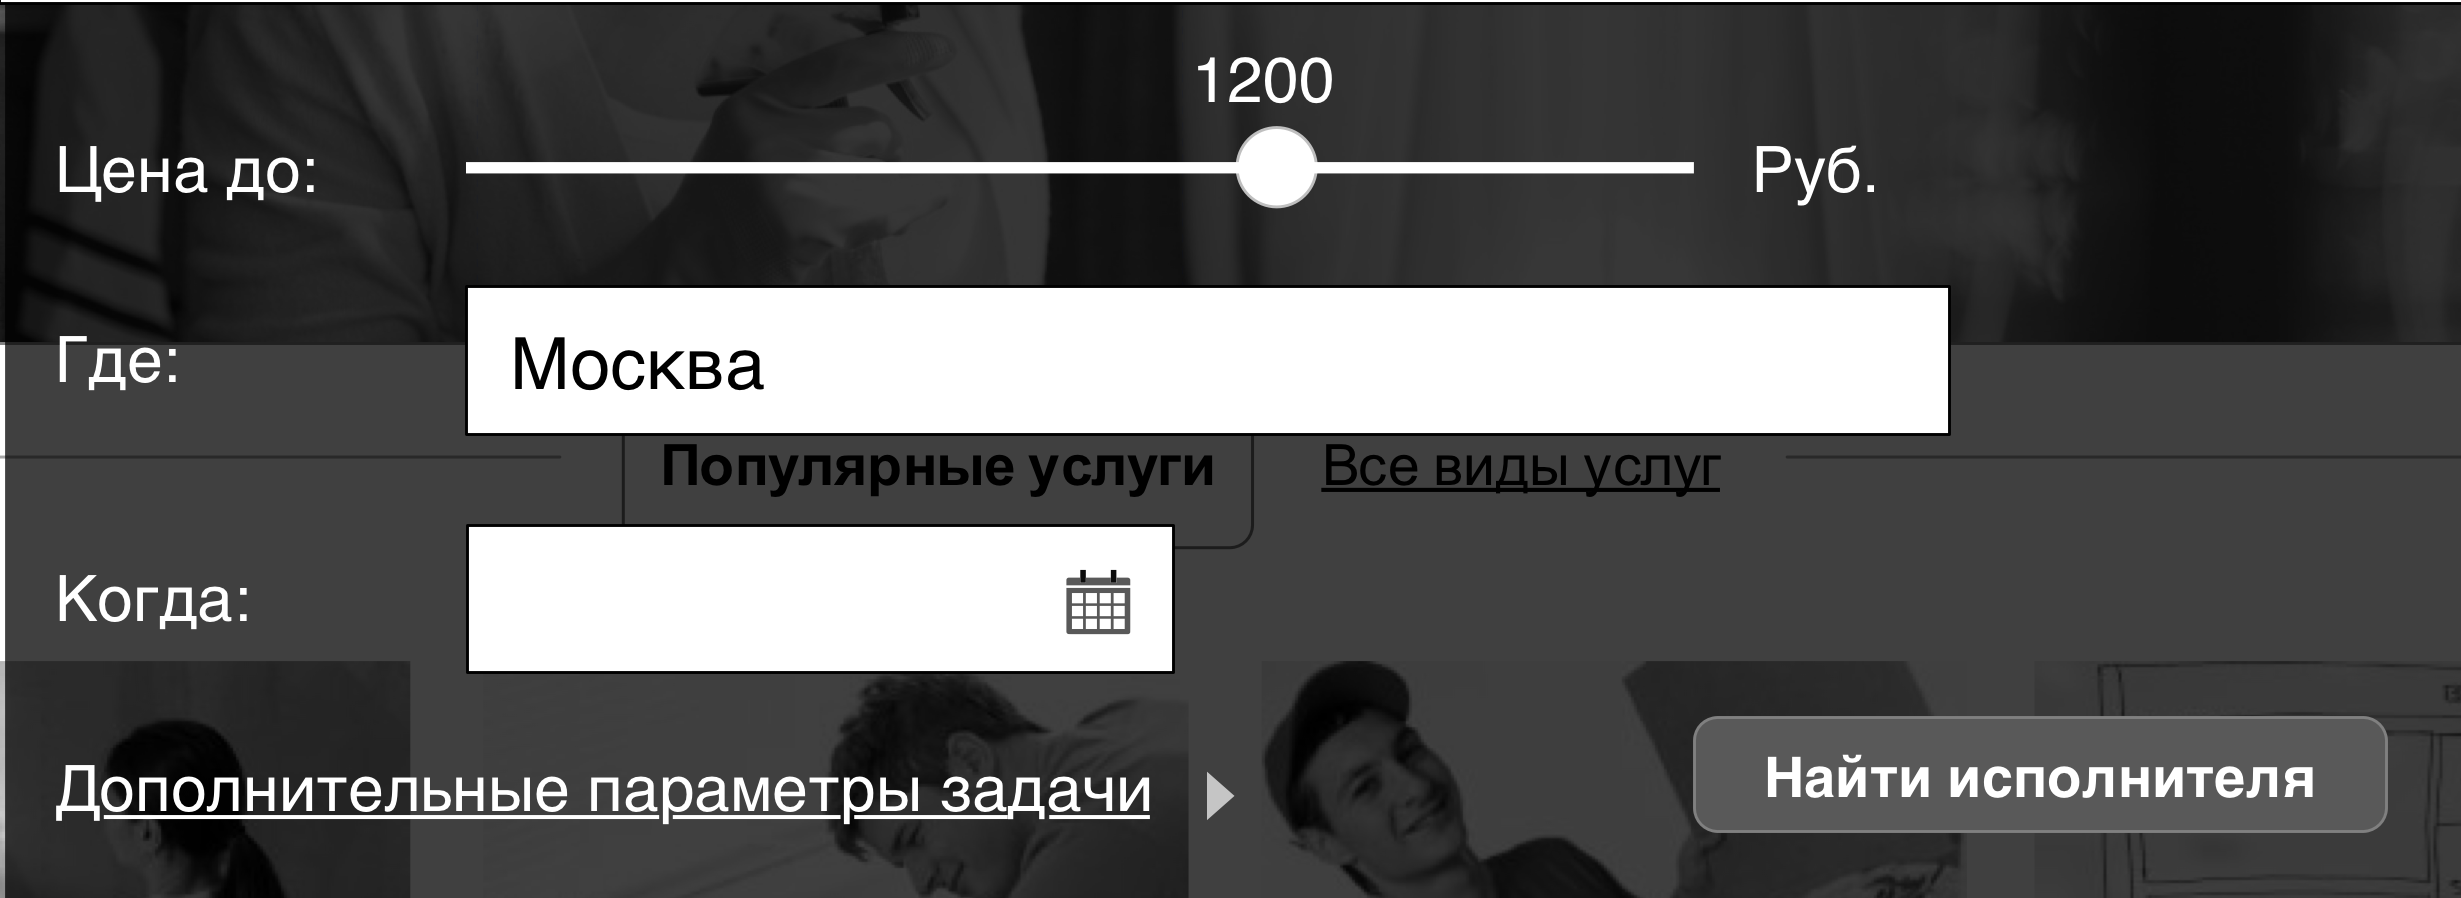 1200
Цена до:
Руб.
Где:
Москва
Популярные услуги
Все виды услуг
Когда:
Дополнительные параметры задачи
Найти исполнителя